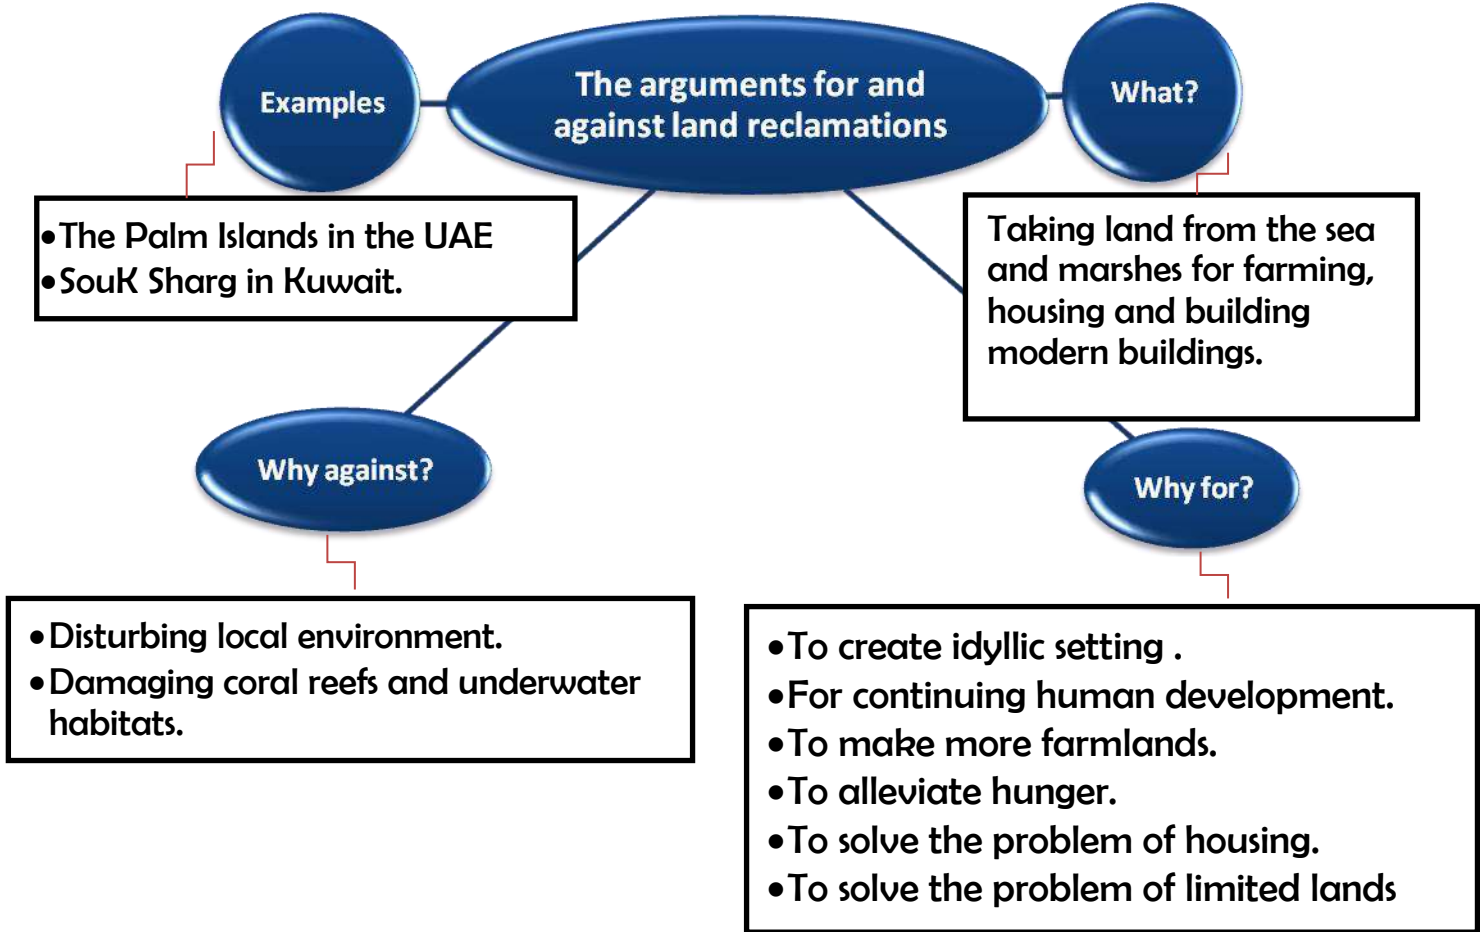 Examples
The arguments for and
against land reclamations
What?
•The Palm Islands in the UAE
•SouK Sharg in Kuwait.
Taking land from the sea
and marshes for farming,
housing and building
modern buildings.
Why against?
Why for?
•Disturbing local environment.
•Damaging coral reefs and underwater
habitats.
•To create idyllic setting .
•For continuing human development.
•To make more farmlands.
•To alleviate hunger.
•To solve the problem of housing.
•To solve the problem of limited lands